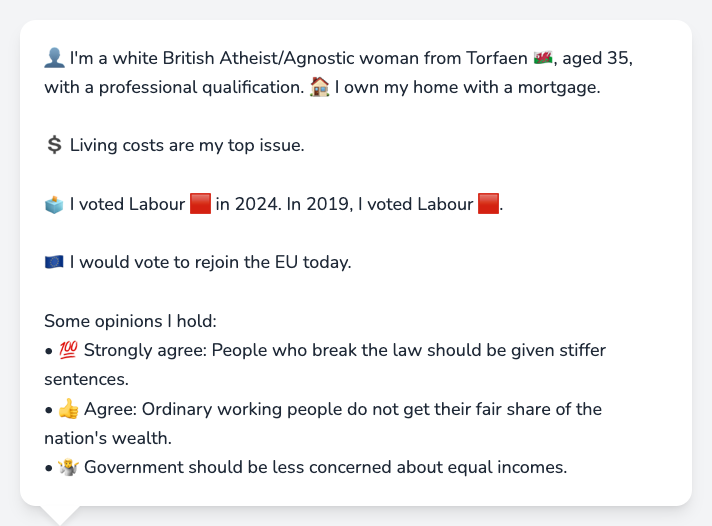 👤 I'm a white British Atheist/Agnostic woman from Torfaen 🏴󠁧󠁢󠁷󠁬󠁳󠁿, aged 35,
with a professional qualification. 🏠 I own my home with a mortgage.
💲 Living costs are my top issue.
🗳️ I voted Labour 🟥 in 2024. In 2019, I voted Labour 🟥.
🇪🇺 I would vote to rejoin the EU today.
Some opinions I hold:
• 💯 Strongly agree: People who break the law should be given stiffer
sentences.
• 👍 Agree: Ordinary working people do not get their fair share of the
nation's wealth.
• 🤷 Government should be less concerned about equal incomes.